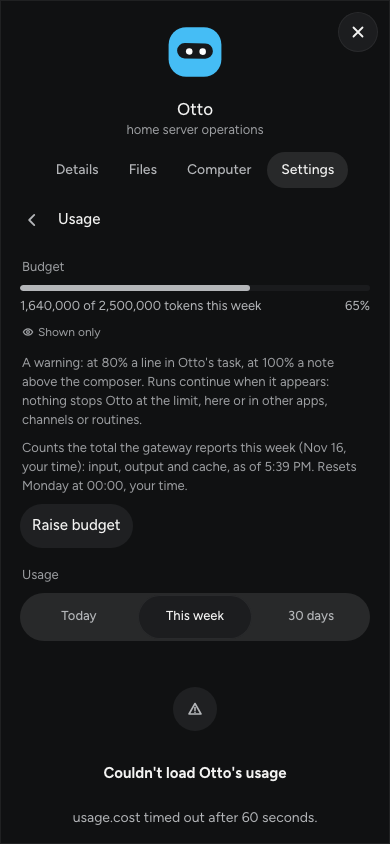 Otto
home server operations
Details
Files
Computer
Settings
Usage
Budget
1,640,000 of 2,500,000 tokens this week
65%
Shown only
A warning: at 80% a line in Otto's task, at 100% a note
above the composer. Runs continue when it appears:
nothing stops Otto at the limit, here or in other apps,
channels or routines.
Counts the total the gateway reports this week (Nov 16,
your time): input, output and cache, as of 5:39 PM. Resets
Monday at 00:00, your time.
Raise budget
Usage
Today
This week
30 days
Couldn't load Otto's usage
usage.cost timed out after 60 seconds.